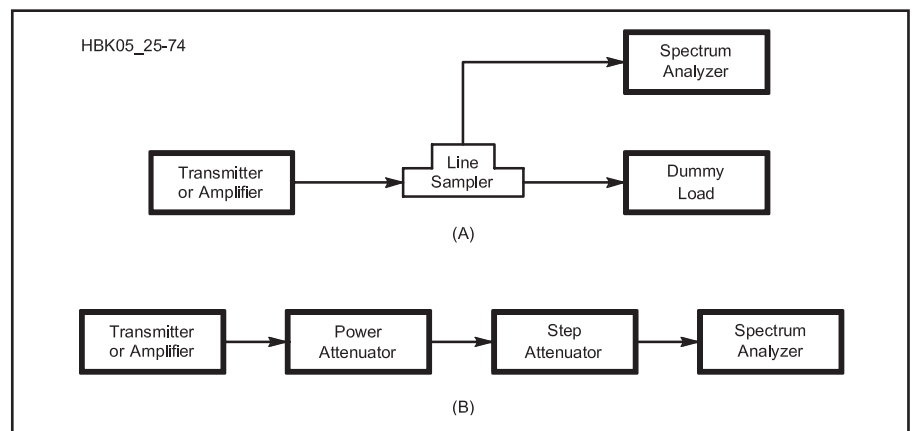 HBK05_25-74
Spectrum
Analyzer
Transmitter
or Amplifier
Line
Sampler
Dummy
Load
(A)
Transmitter
or Amplifier
Power
Attenuator
Step
Attenuator
Spectrum
Analyzer
(B)